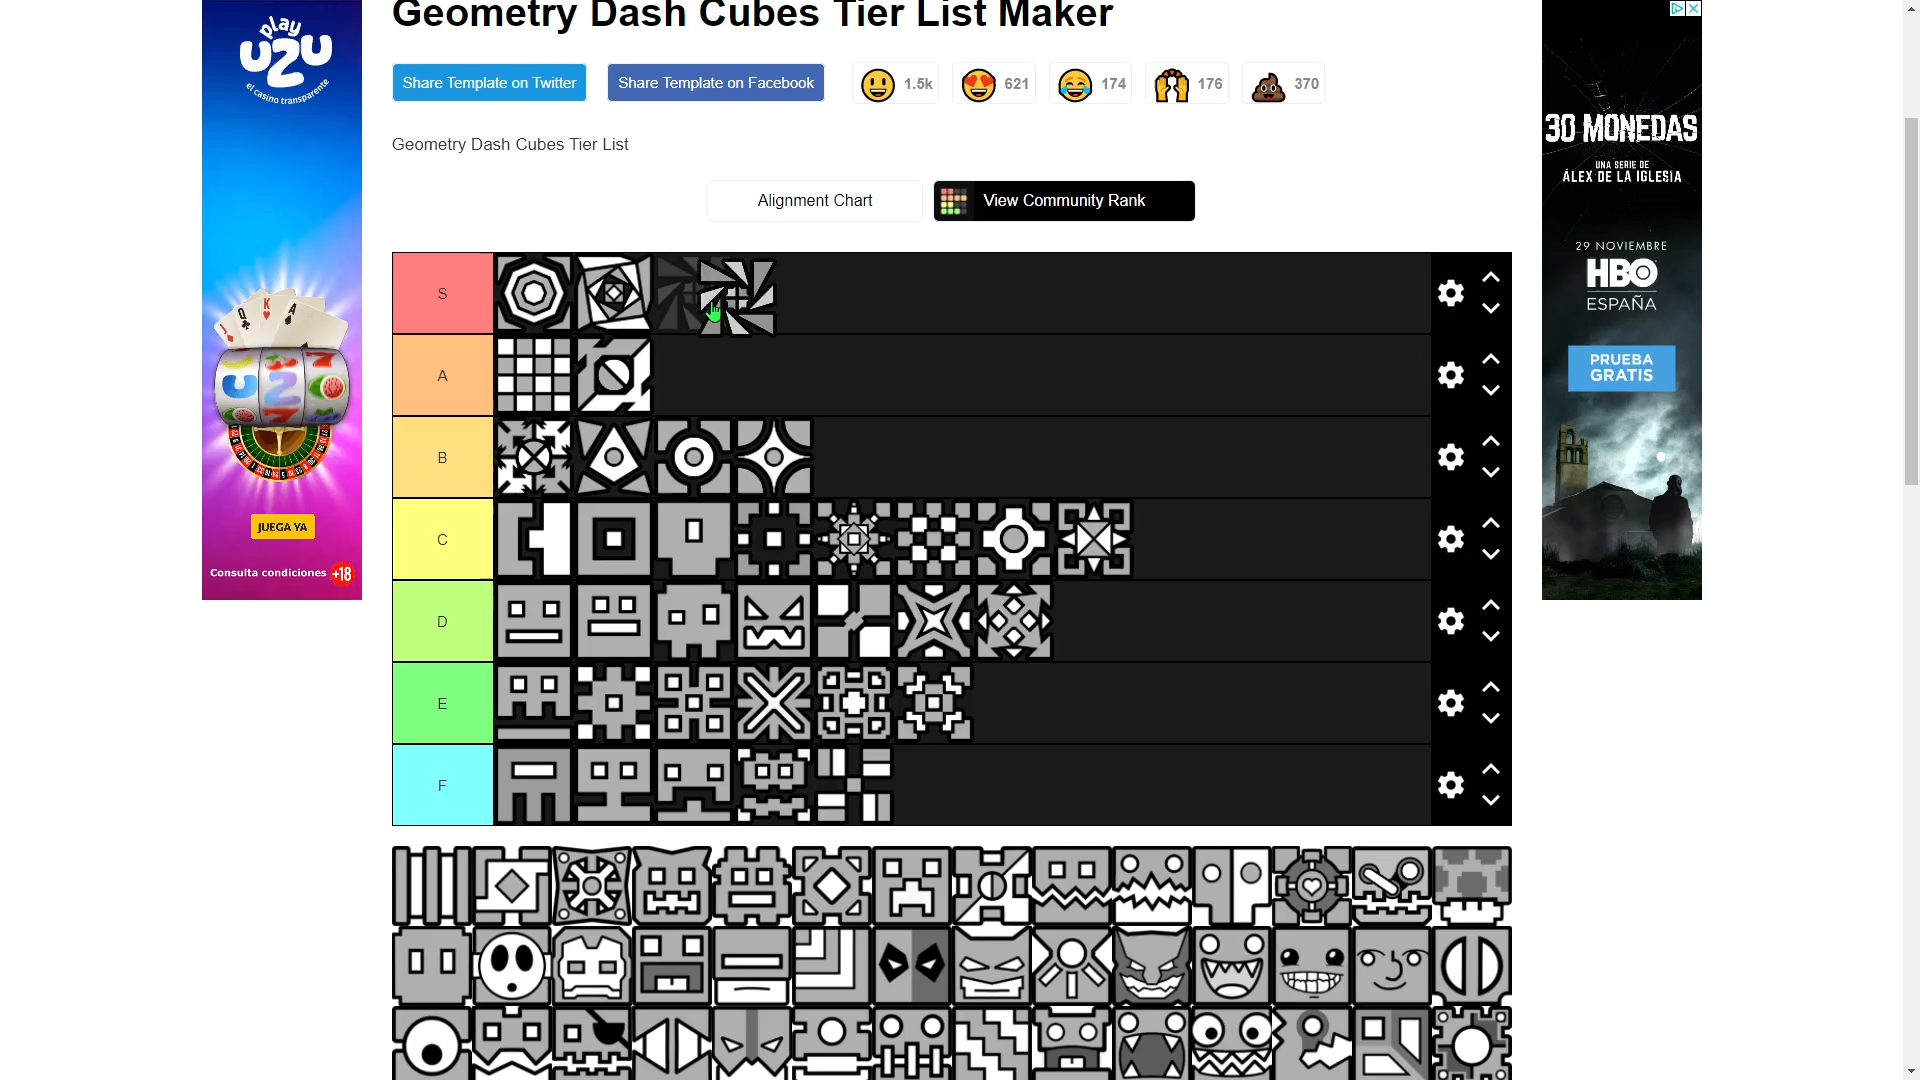 Geometry Dash Cubes Tier List Maker
play
UZU
el casino transparente
J Q K A
JUEGA YA
Consulta condiciones +18
Share Template on Twitter
Share Template on Facebook
1.5k
621
174
176
370
Geometry Dash Cubes Tier List
Alignment Chart
View Community Rank
S
A
B
C
D
E
F
30 MONEDAS
UNA SERIE DE
ÁLEX DE LA IGLESIA
29 NOVIEMBRE
HBO
ESPAÑA
PRUEBA
GRATIS